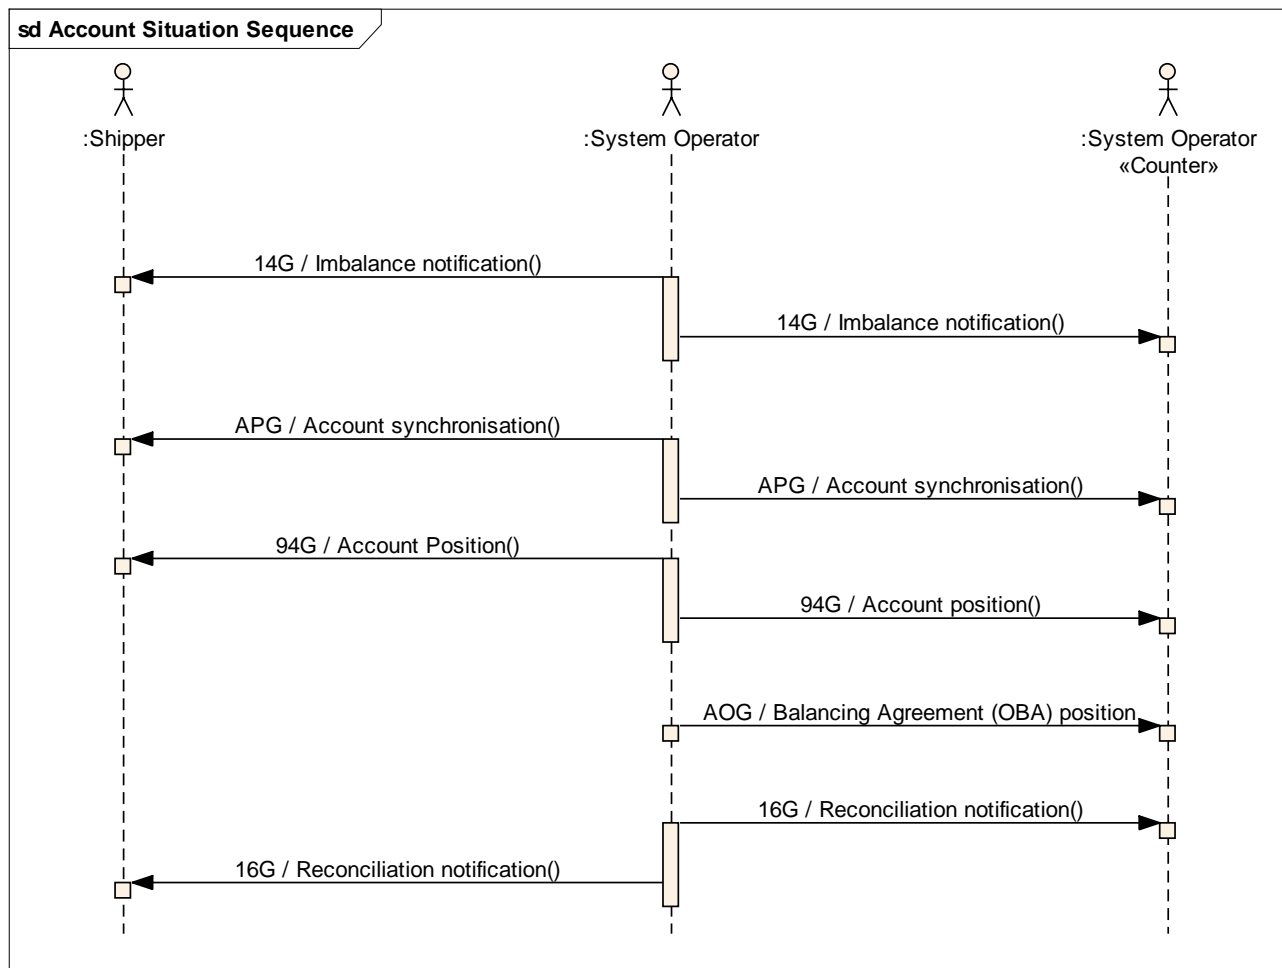 sd Account Situation Sequence
:Shipper
:System Operator
:System Operator
«Counter»
14G / Imbalance notification()
14G / Imbalance notification()
APG / Account synchronisation()
APG / Account synchronisation()
94G / Account Position()
94G / Account position()
AOG / Balancing Agreement (OBA) position
16G / Reconciliation notification()
16G / Reconciliation notification()